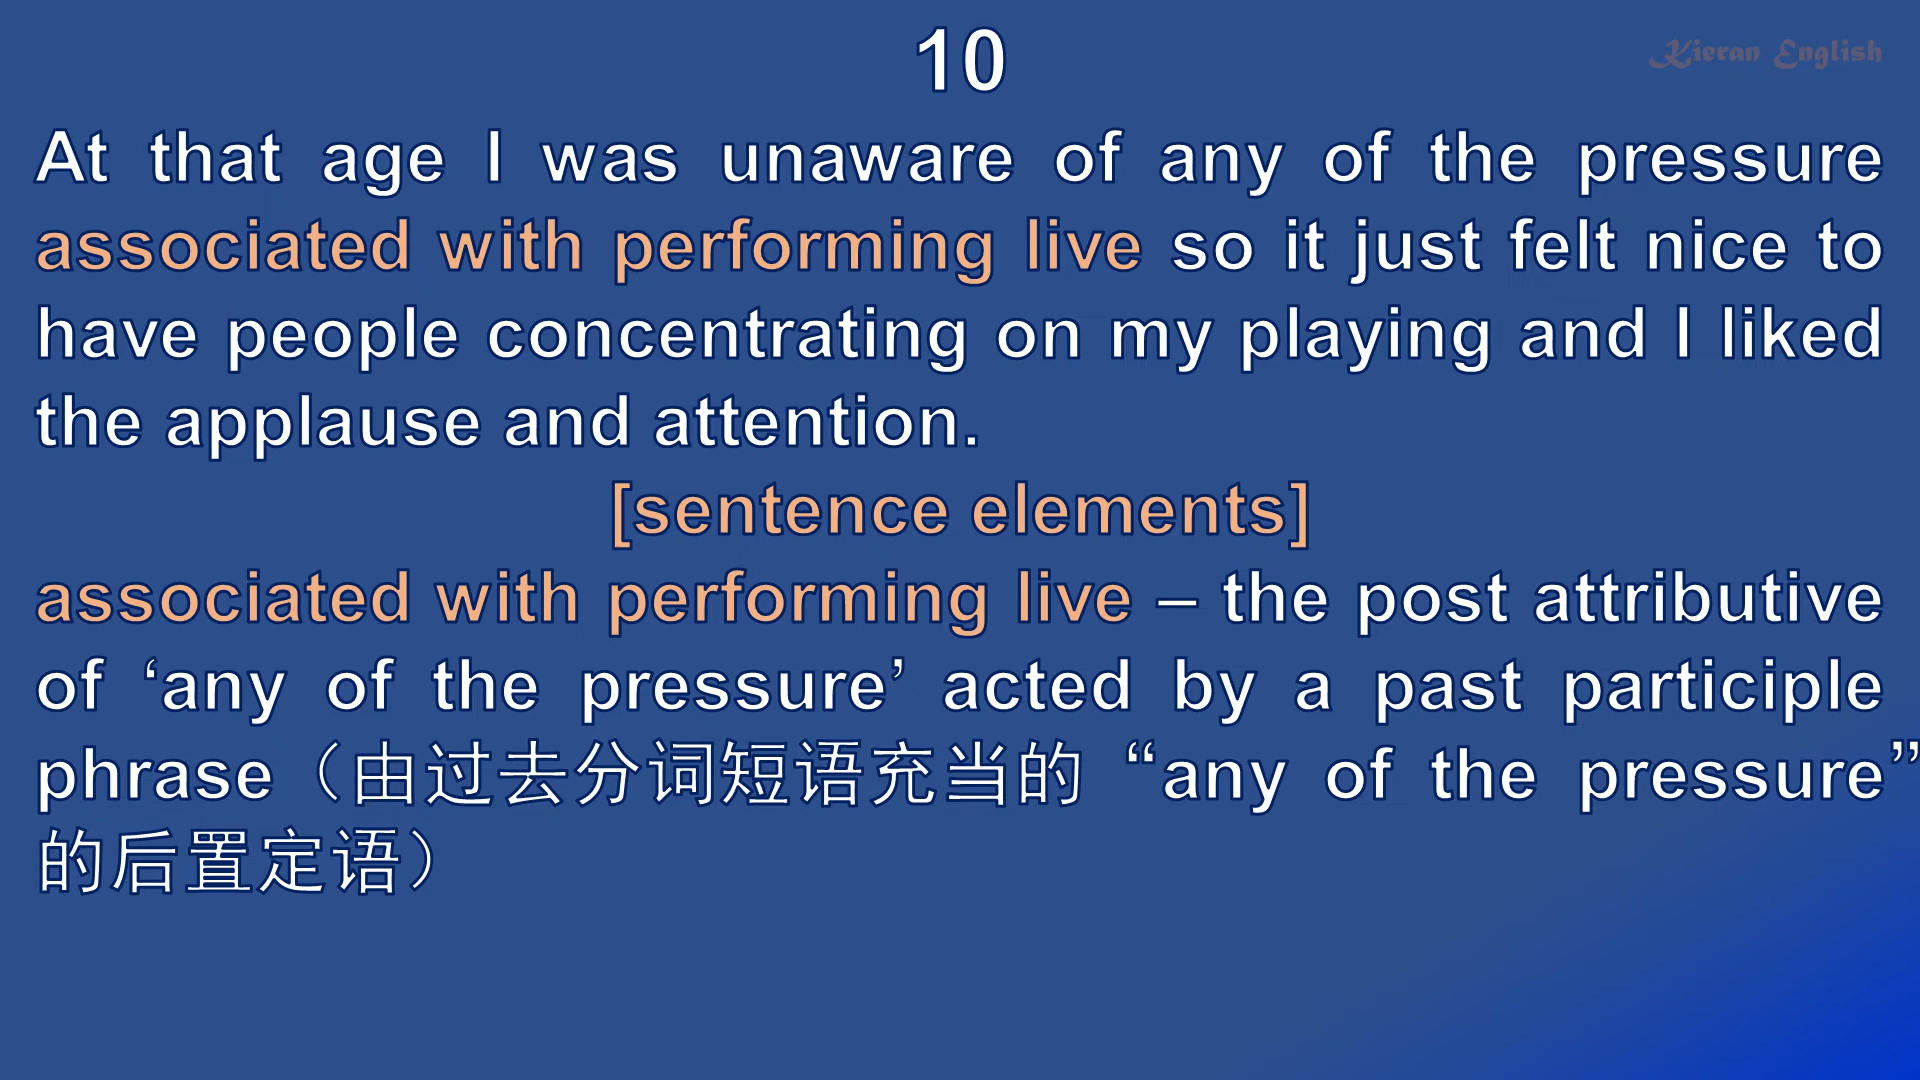 10
Kieran English
At that age I was unaware of any of the pressure
associated with performing live so it just felt nice to
have people concentrating on my playing and I liked
the applause and attention.
[sentence elements]
associated with performing live – the post attributive
of ‘any of the pressure’ acted by a past participle
phrase（由过去分词短语充当的 “any of the pressure”
的后置定语）